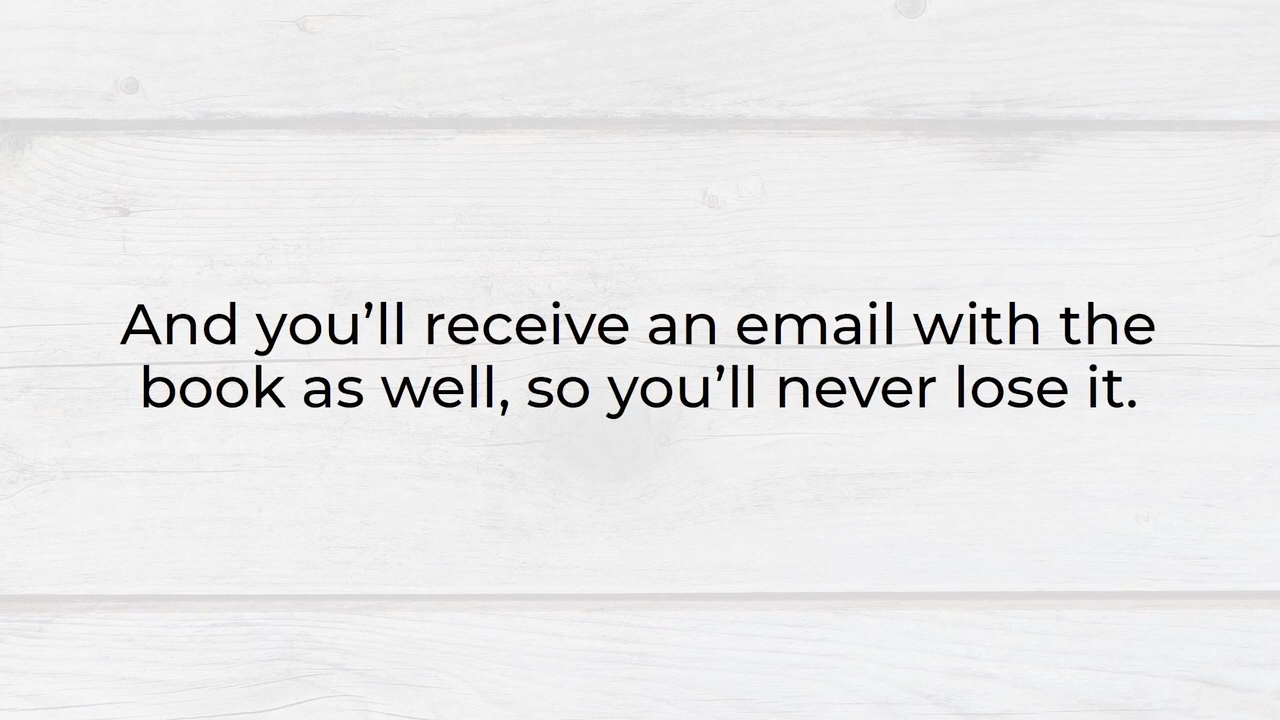 And you’ll receive an email with the
book as well, so you’ll never lose it.